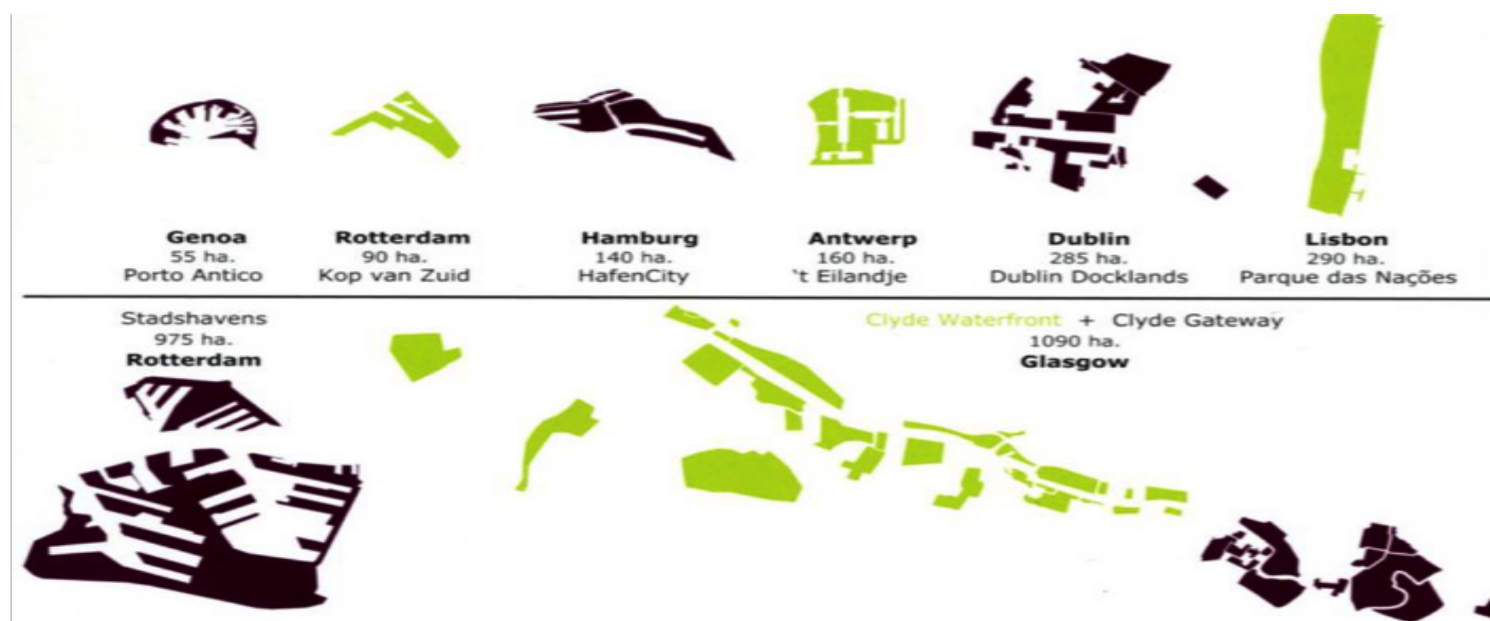 Genoa
55 ha.
Porto Antico
Rotterdam
90 ha.
Kop van Zuid
Hamburg
140 ha.
HafenCity
Antwerp
160 ha.
't Eilandje
Dublin
285 ha.
Dublin Docklands
Lisbon
290 ha.
Parque das Nações
Stadshavens
975 ha.
Rotterdam
Clyde Waterfront + Clyde Gateway
1090 ha.
Glasgow